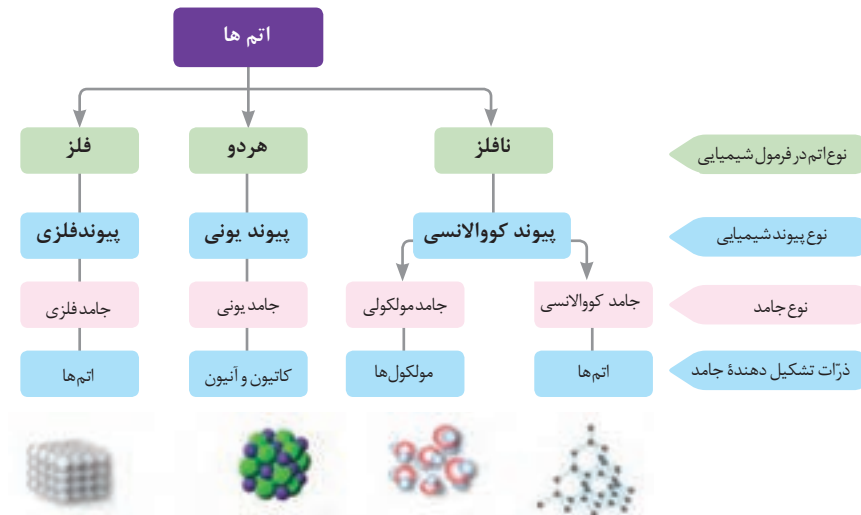 اتم ها
نوع اتم در فرمول شیمیایی
نافلز
هردو
فلز
نوع پیوند شیمیایی
پیوند کووالانسی
پیوند یونی
پیوند فلزی
نوع جامد
جامد کووالانسی
جامد مولکولی
جامد یونی
جامد فلزی
ذرّات تشکیل دهندهٔ جامد
اتم‌ها
مولکول‌ها
کاتیون و آنیون
اتم‌ها